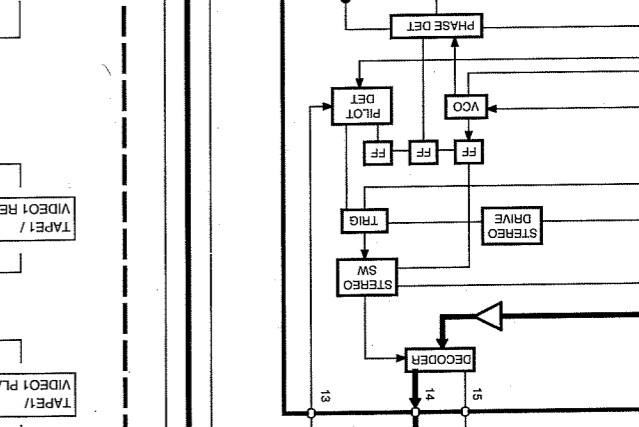 PHASE DET
PILOT
DET
VCO
FF
FF
FF
TRIG
STEREO
DRIVE
STEREO
SW
DECODER
13
14
15
TAPE1 /
VIDEO1 RE
TAPE1/
VIDEO1 PL